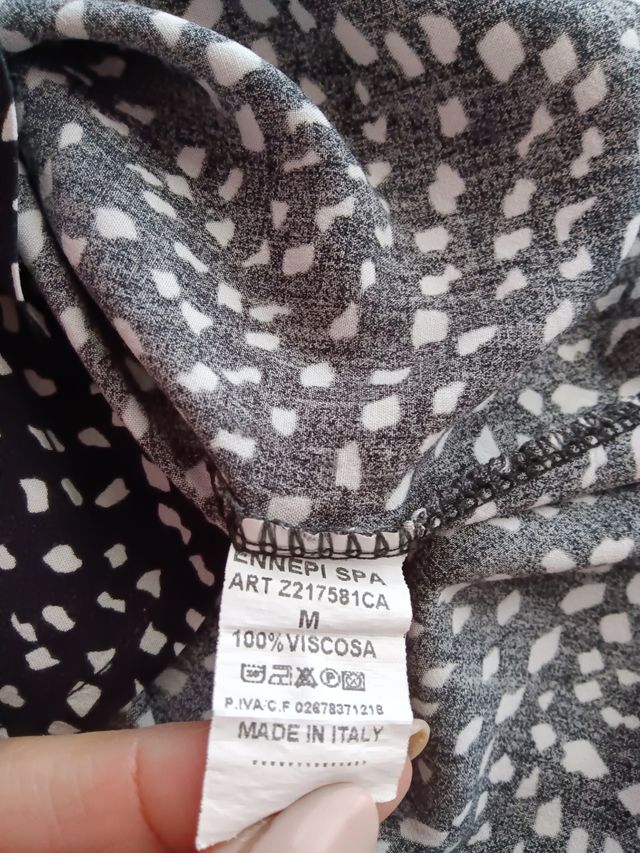 ENNEPI SPA
ART Z217581CA
M
100%VISCOSA
P
P.IVA/C.F 02678371218
MADE IN ITALY